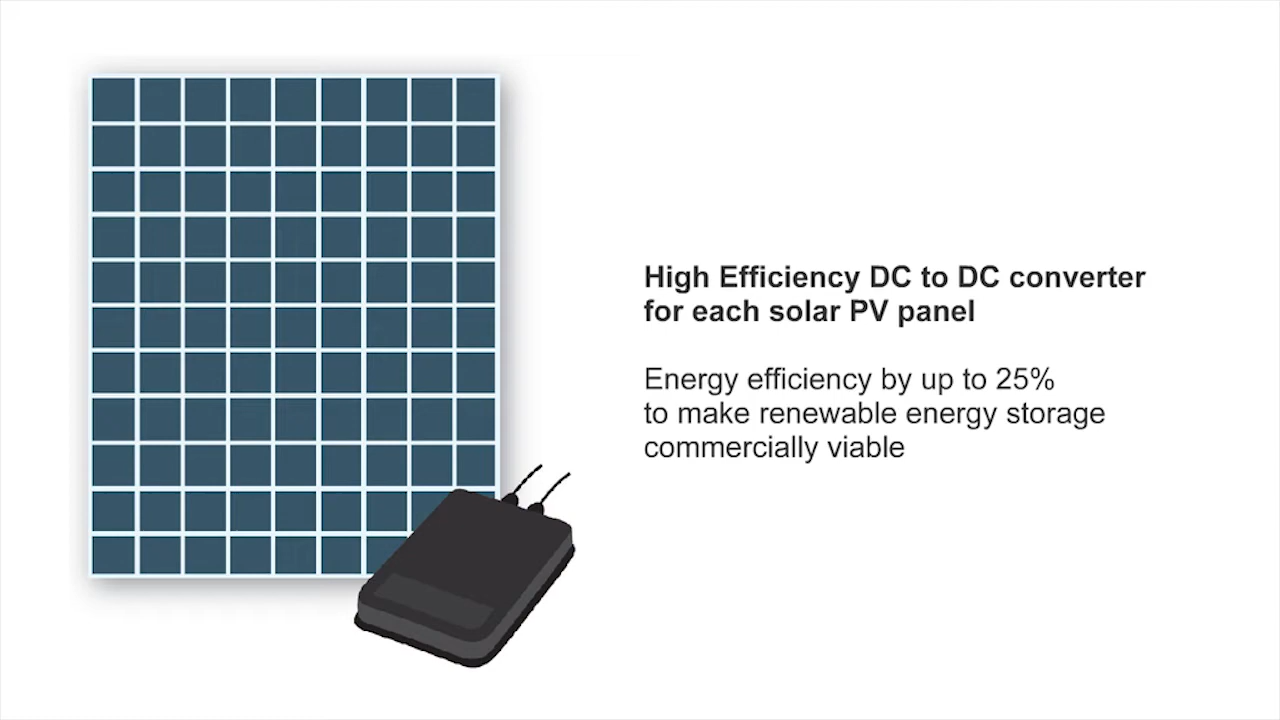 High Efficiency DC to DC converter
for each solar PV panel
Energy efficiency by up to 25%
to make renewable energy storage
commercially viable